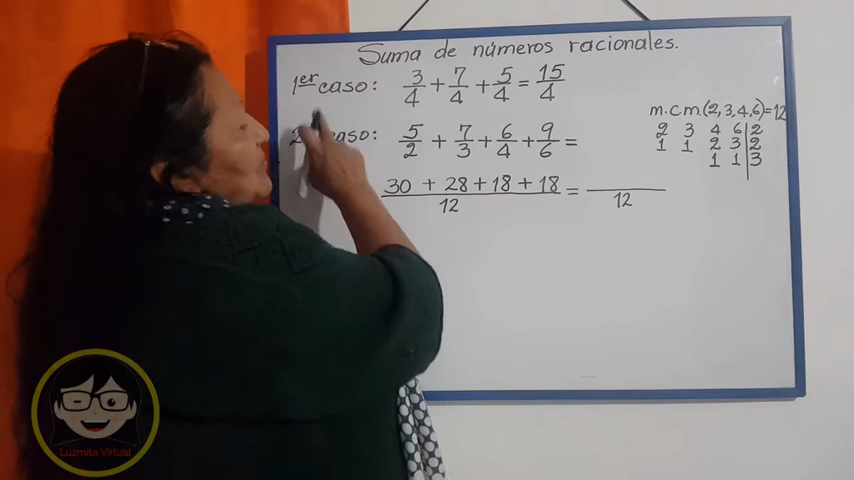 Suma de números racionales.
1er caso: 3/4 + 7/4 + 5/4 = 15/4
2 caso: 5/2 + 7/3 + 6/4 + 9/6 =
30 + 28 + 18 + 18 / 12 = / 12
m.c.m.(2,3,4,6)=12
2 3 4 6 | 2
1 1 2 3 | 2
1 1 | 3
Luzmita Virtual